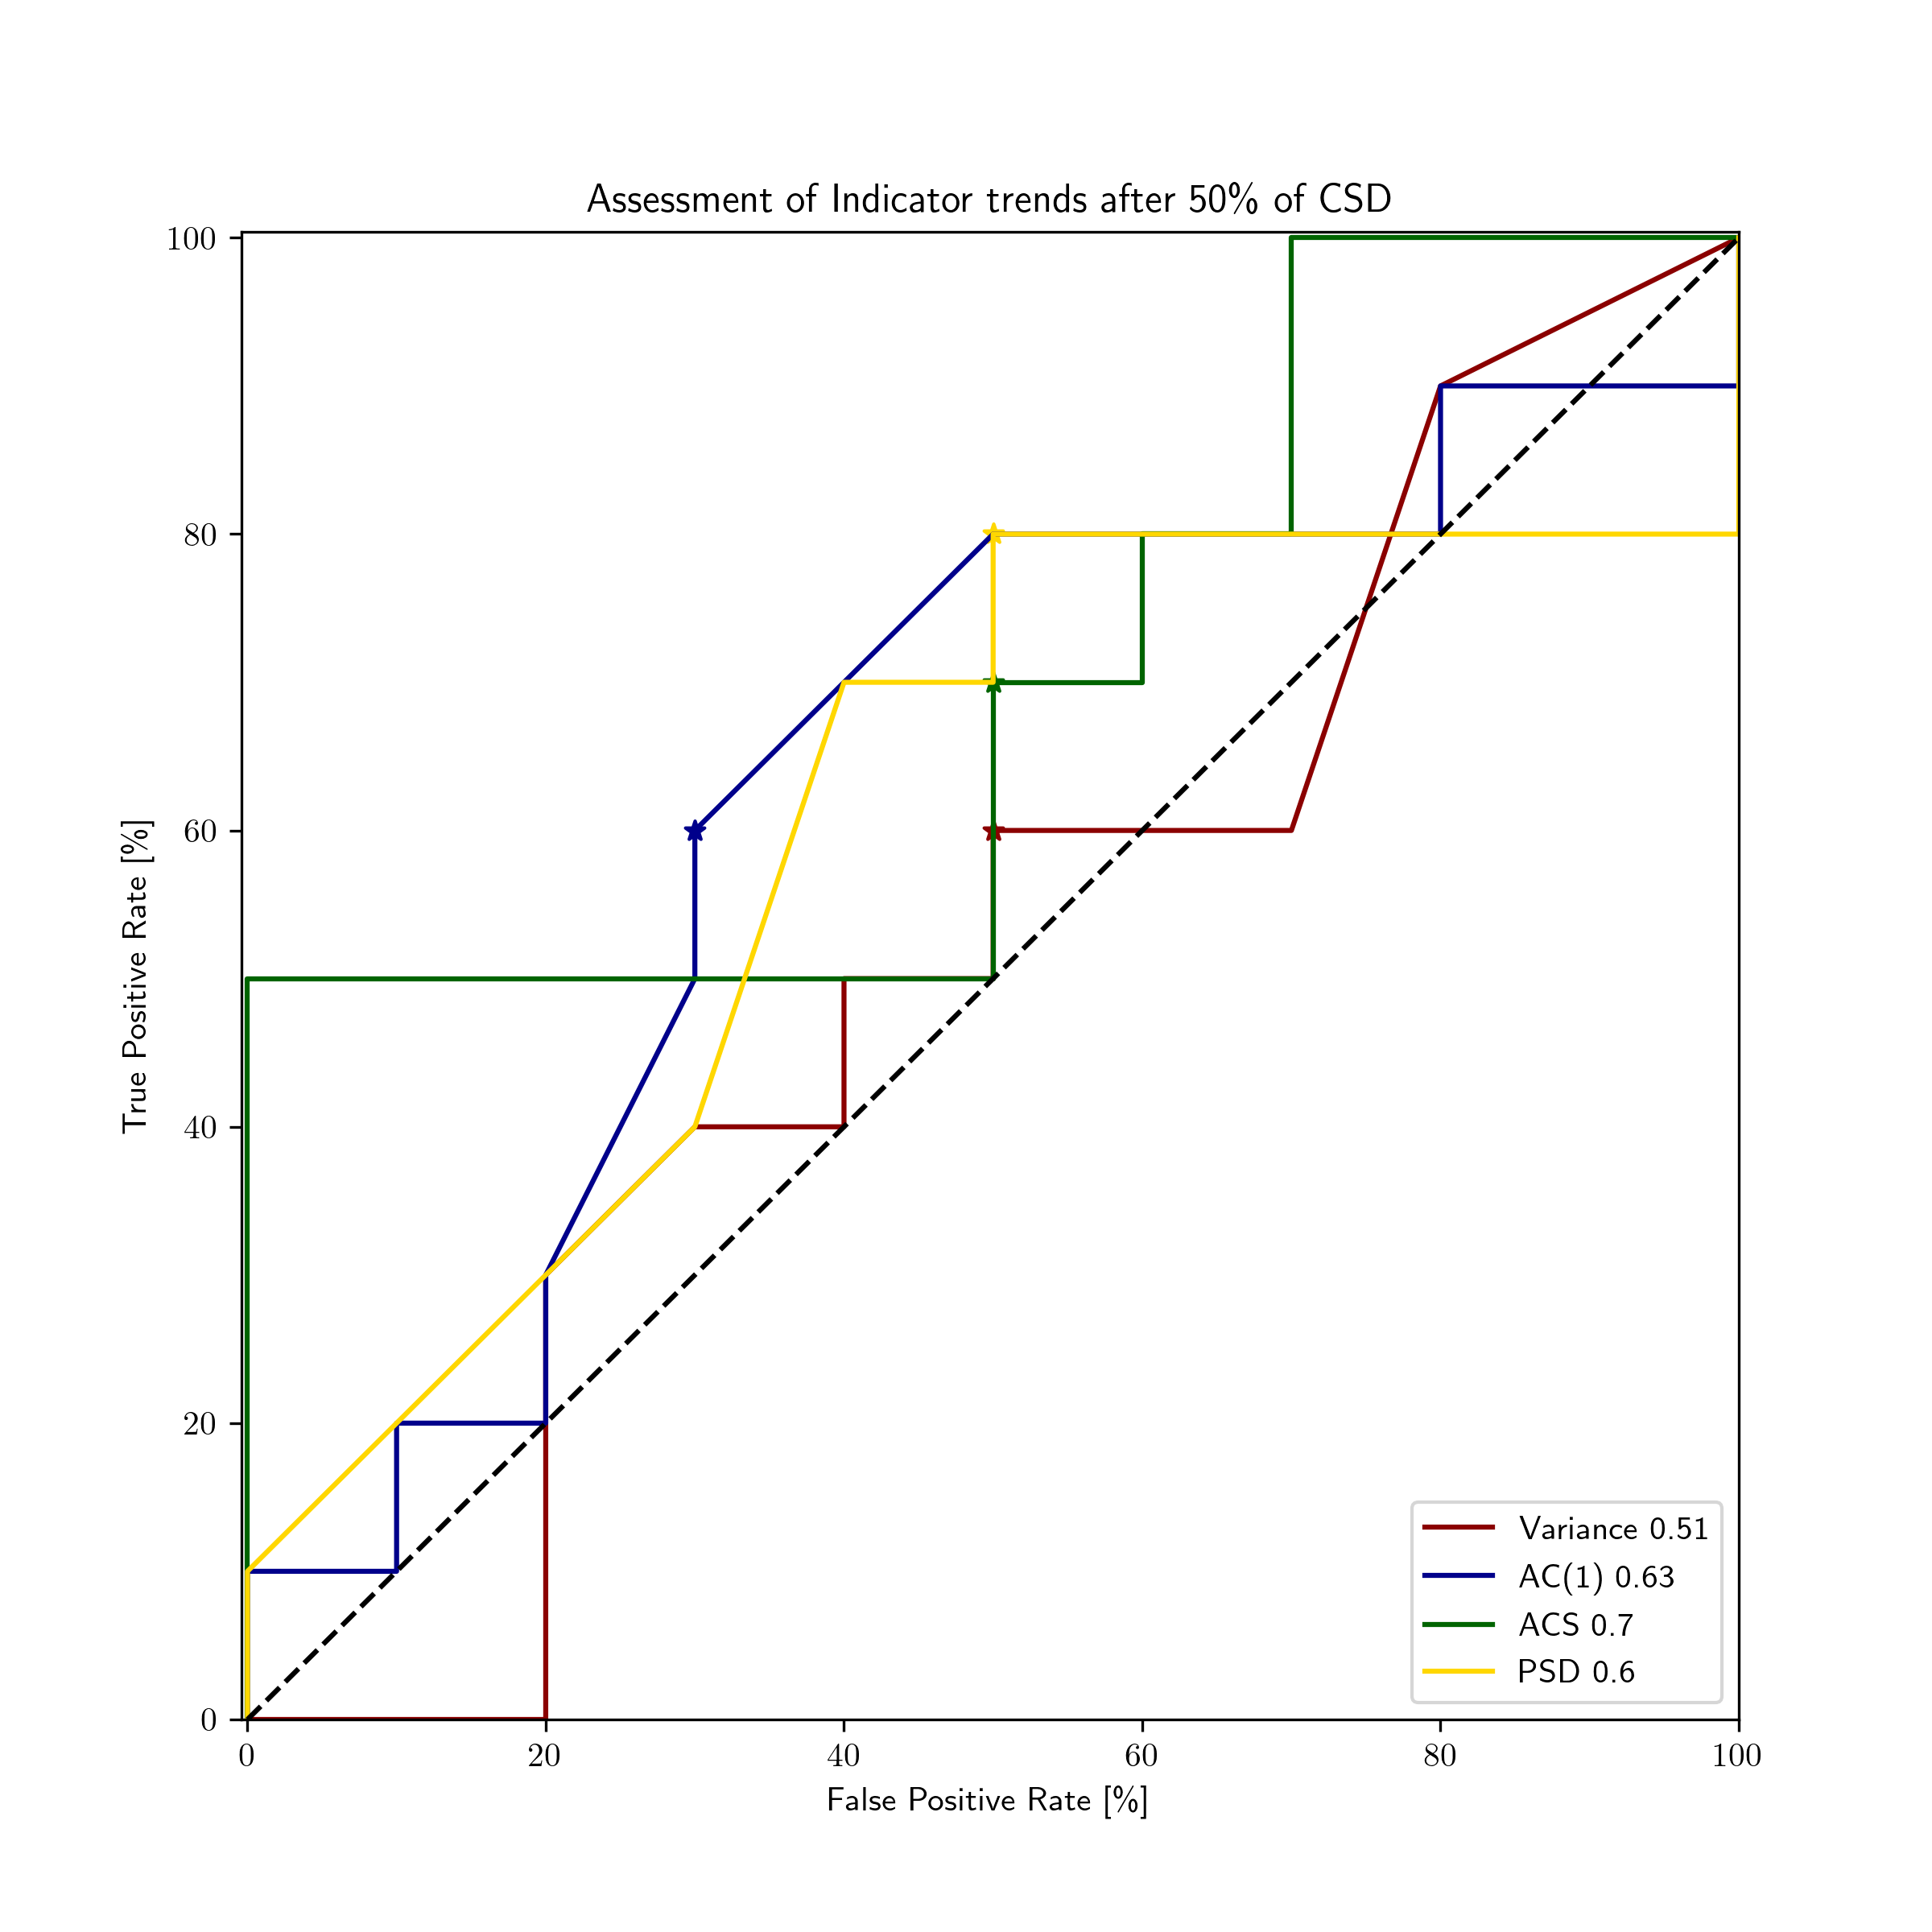 Assessment of Indicator trends after 50% of CSD
100
80
60
40
20
0
True Positive Rate [%]
0 20 40 60 80 100
False Positive Rate [%]
Variance 0.51
AC(1) 0.63
ACS 0.7
PSD 0.6